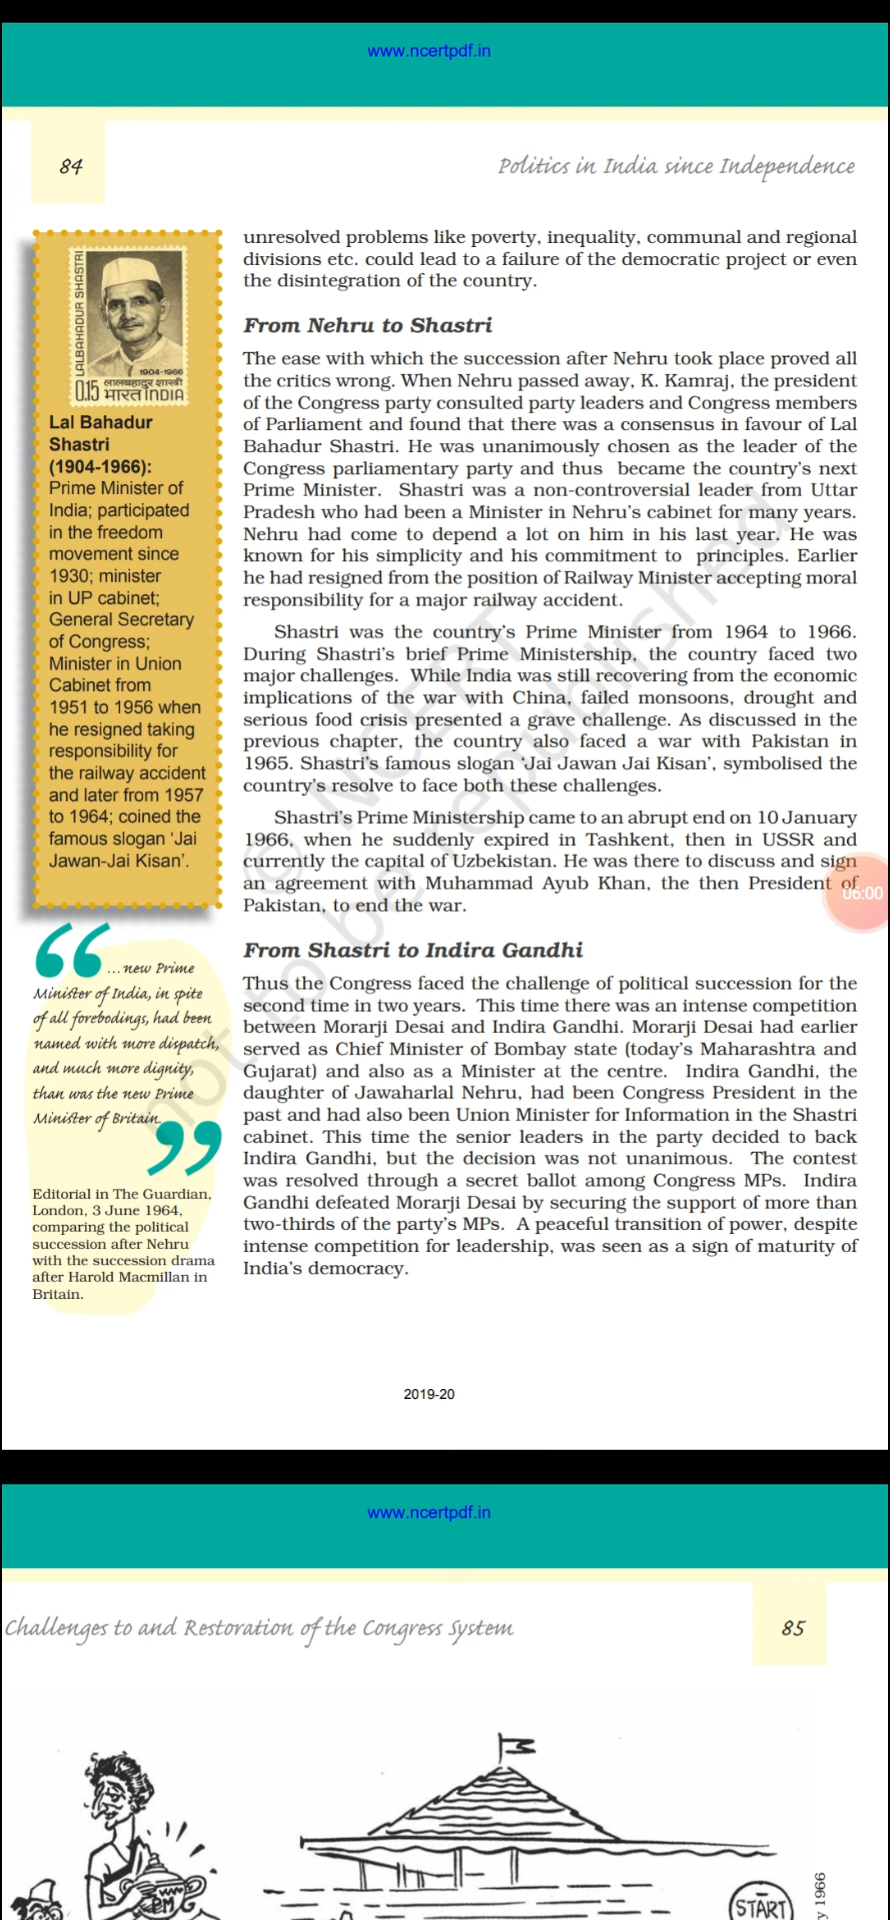 www.ncertpdf.in
84
Politics in India since Independence
LALBAHADUR SHASTRI
1904-1966
लालबहादुर शास्त्री
0.15 भारत INDIA
Lal Bahadur
Shastri
(1904-1966):
Prime Minister of
India; participated
in the freedom
movement since
1930; minister
in UP cabinet;
General Secretary
of Congress;
Minister in Union
Cabinet from
1951 to 1956 when
he resigned taking
responsibility for
the railway accident
and later from 1957
to 1964; coined the
famous slogan ‘Jai
Jawan-Jai Kisan’.
“ ...new Prime
Minister of India, in spite
of all forebodings, had been
named with more dispatch,
and much more dignity,
than was the new Prime
Minister of Britain. ”
Editorial in The Guardian,
London, 3 June 1964,
comparing the political
succession after Nehru
with the succession drama
after Harold Macmillan in
Britain.
unresolved problems like poverty, inequality, communal and regional
divisions etc. could lead to a failure of the democratic project or even
the disintegration of the country.
From Nehru to Shastri
The ease with which the succession after Nehru took place proved all
the critics wrong. When Nehru passed away, K. Kamraj, the president
of the Congress party consulted party leaders and Congress members
of Parliament and found that there was a consensus in favour of Lal
Bahadur Shastri. He was unanimously chosen as the leader of the
Congress parliamentary party and thus became the country’s next
Prime Minister. Shastri was a non-controversial leader from Uttar
Pradesh who had been a Minister in Nehru’s cabinet for many years.
Nehru had come to depend a lot on him in his last year. He was
known for his simplicity and his commitment to principles. Earlier
he had resigned from the position of Railway Minister accepting moral
responsibility for a major railway accident.
Shastri was the country’s Prime Minister from 1964 to 1966.
During Shastri’s brief Prime Ministership, the country faced two
major challenges. While India was still recovering from the economic
implications of the war with China, failed monsoons, drought and
serious food crisis presented a grave challenge. As discussed in the
previous chapter, the country also faced a war with Pakistan in
1965. Shastri’s famous slogan ‘Jai Jawan Jai Kisan’, symbolised the
country’s resolve to face both these challenges.
Shastri’s Prime Ministership came to an abrupt end on 10 January
1966, when he suddenly expired in Tashkent, then in USSR and
currently the capital of Uzbekistan. He was there to discuss and sign
an agreement with Muhammad Ayub Khan, the then President of
Pakistan, to end the war.
06:00
From Shastri to Indira Gandhi
Thus the Congress faced the challenge of political succession for the
second time in two years. This time there was an intense competition
between Morarji Desai and Indira Gandhi. Morarji Desai had earlier
served as Chief Minister of Bombay state (today’s Maharashtra and
Gujarat) and also as a Minister at the centre. Indira Gandhi, the
daughter of Jawaharlal Nehru, had been Congress President in the
past and had also been Union Minister for Information in the Shastri
cabinet. This time the senior leaders in the party decided to back
Indira Gandhi, but the decision was not unanimous. The contest
was resolved through a secret ballot among Congress MPs. Indira
Gandhi defeated Morarji Desai by securing the support of more than
two-thirds of the party’s MPs. A peaceful transition of power, despite
intense competition for leadership, was seen as a sign of maturity of
India’s democracy.
© NCERT
not to be republished
2019-20
www.ncertpdf.in
Challenges to and Restoration of the Congress System
85
PM
START
1966